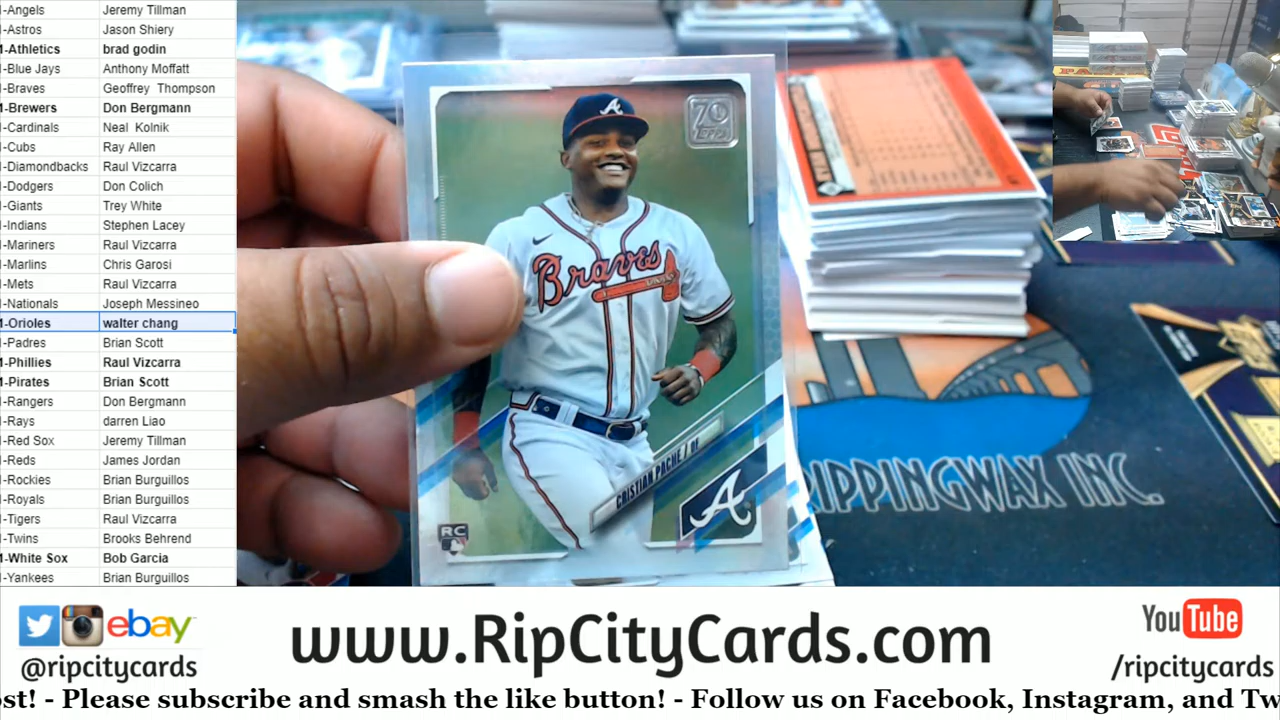 -Angels Jeremy Tillman
-Astros Jason Shiery
-Athletics brad godin
-Blue Jays Anthony Moffatt
-Braves Geoffrey Thompson
-Brewers Don Bergmann
-Cardinals Neal Kolnik
-Cubs Ray Allen
-Diamondbacks Raul Vizcarra
-Dodgers Don Colich
-Giants Trey White
-Indians Stephen Lacey
-Mariners Raul Vizcarra
-Marlins Chris Garosi
-Mets Raul Vizcarra
-Nationals Joseph Messineo
-Orioles walter chang
-Padres Brian Scott
-Phillies Raul Vizcarra
-Pirates Brian Scott
-Rangers Don Bergmann
-Rays darren Liao
-Red Sox Jeremy Tillman
-Reds James Jordan
-Rockies Brian Burguillos
-Royals Brian Burguillos
-Tigers Raul Vizcarra
-Twins Brooks Behrend
-White Sox Bob Garcia
-Yankees Brian Burguillos
A
70
TOPPS
Braves
CRISTIAN PACHE / OF
A
RC
RIPPINGWAX INC.
ebay
@ripcitycards
www.RipCityCards.com
YouTube
/ripcitycards
ost! - Please subscribe and smash the like button! - Follow us on Facebook, Instagram, and Tw